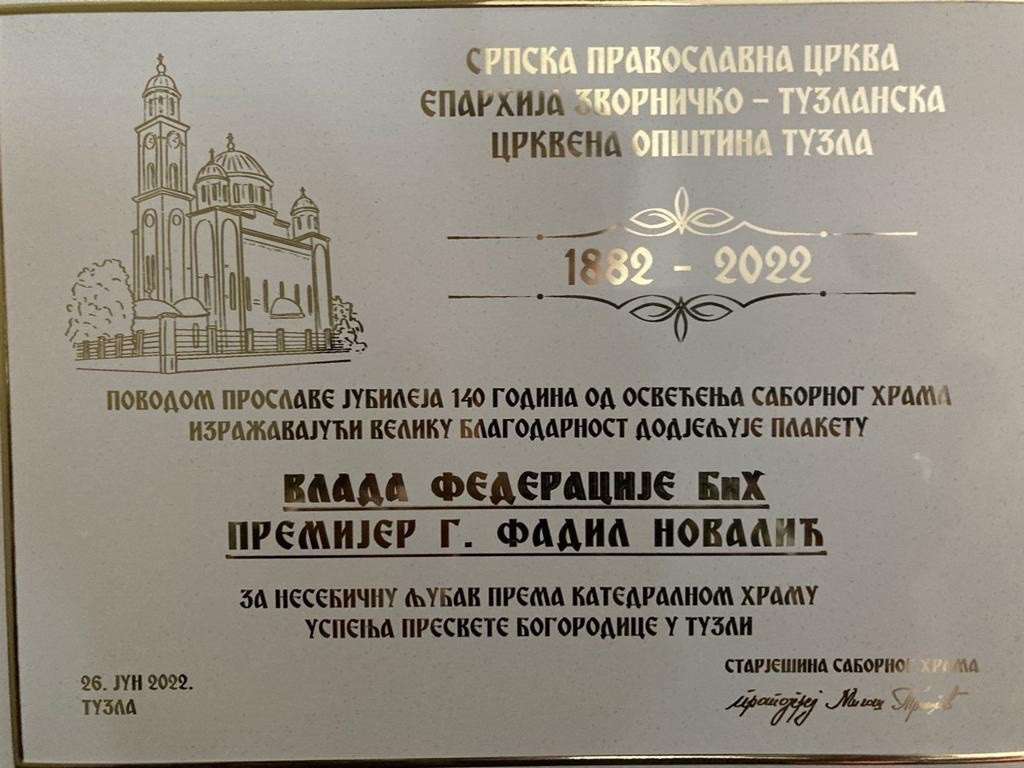 СРПСКА ПРАВОСЛАВНА ЦРКВА
ЕПАРХИЈА ЗВОРНИЧКО – ТУЗЛАНСКА
ЦРКВЕНА ОПШТИНА ТУЗЛА
1882 – 2022
ПОВОДОМ ПРОСЛАВЕ ЈУБИЛЕЈА 140 ГОДИНА ОД ОСВЕЋЕЊА САБОРНОГ ХРАМА
ИЗРАЖАВАЈУЋИ ВЕЛИКУ БЛАГОДАРНОСТ ДОДЈЕЉУЈЕ ПЛАКЕТУ
ВЛАДА ФЕДЕРАЦИЈЕ БиХ
ПРЕМИЈЕР Г. ФАДИЛ НОВАЛИЋ
ЗА НЕСЕБИЧНУ ЉУБАВ ПРЕМА КАТЕДРАЛНОМ ХРАМУ
УСПЕЊА ПРЕСВЕТЕ БОГОРОДИЦЕ У ТУЗЛИ
26. ЈУН 2022.
ТУЗЛА
СТАРЈЕШИНА САБОРНОГ ХРАМА